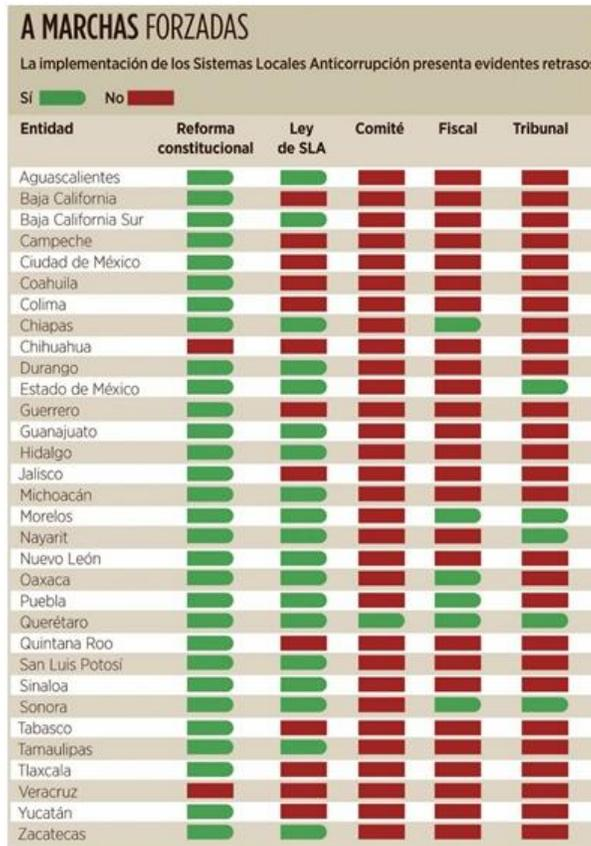 A MARCHAS FORZADAS
La implementación de los Sistemas Locales Anticorrupción presenta evidentes retrasos
Sí No
Entidad Reforma constitucional Ley de SLA Comité Fiscal Tribunal
Aguascalientes
Baja California
Baja California Sur
Campeche
Ciudad de México
Coahuila
Colima
Chiapas
Chihuahua
Durango
Estado de México
Guerrero
Guanajuato
Hidalgo
Jalisco
Michoacán
Morelos
Nayarit
Nuevo León
Oaxaca
Puebla
Querétaro
Quintana Roo
San Luis Potosí
Sinaloa
Sonora
Tabasco
Tamaulipas
Tlaxcala
Veracruz
Yucatán
Zacatecas